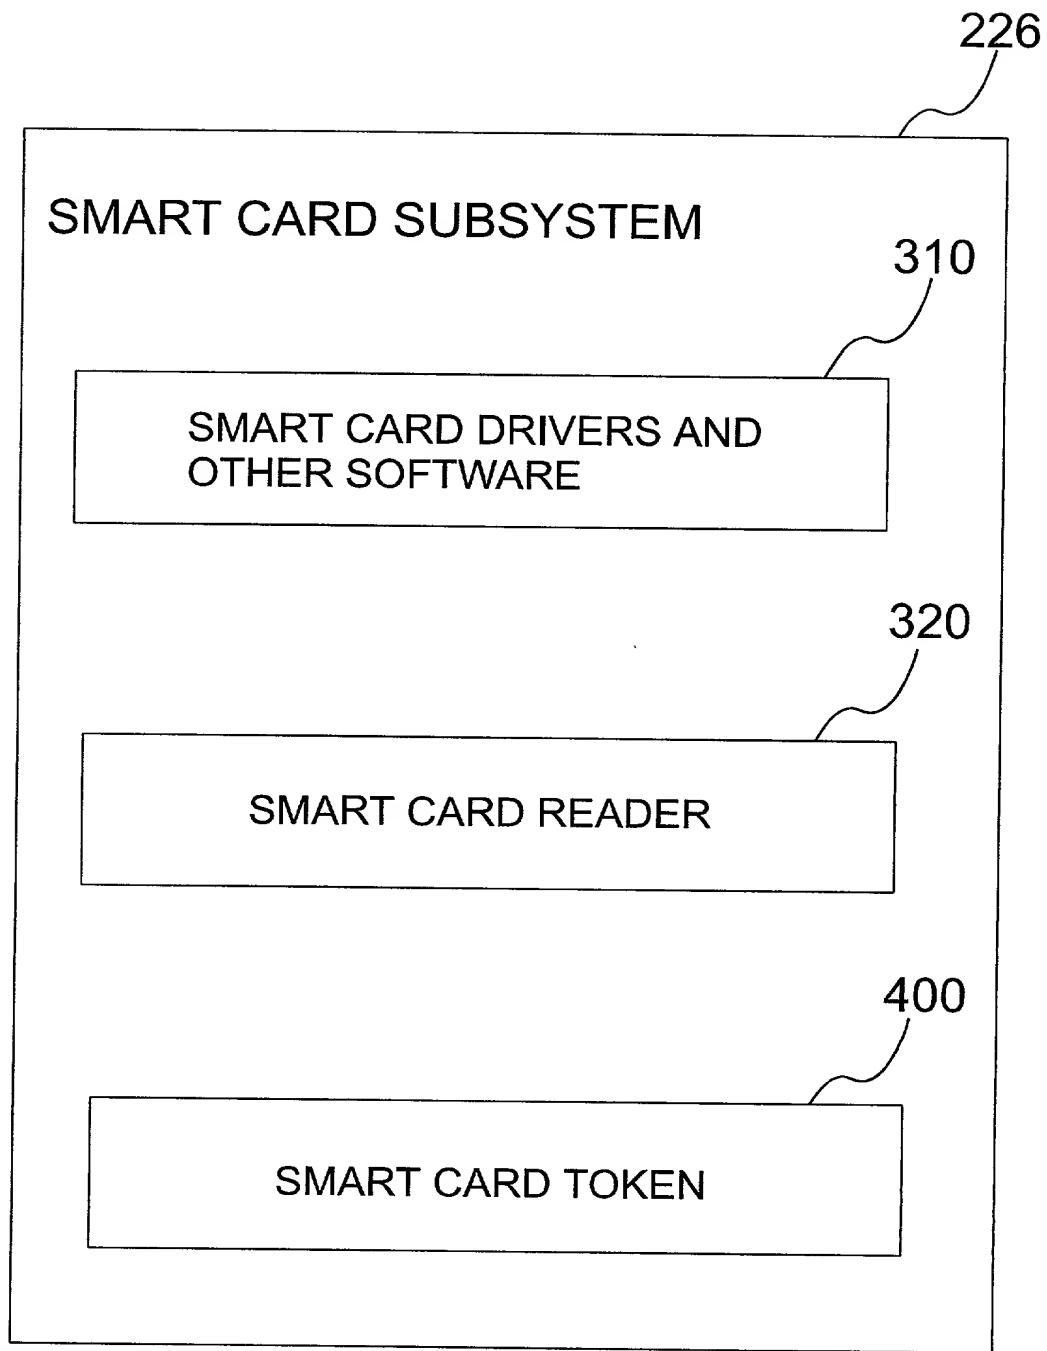 226
SMART CARD SUBSYSTEM
310
SMART CARD DRIVERS AND
OTHER SOFTWARE
320
SMART CARD READER
400
SMART CARD TOKEN